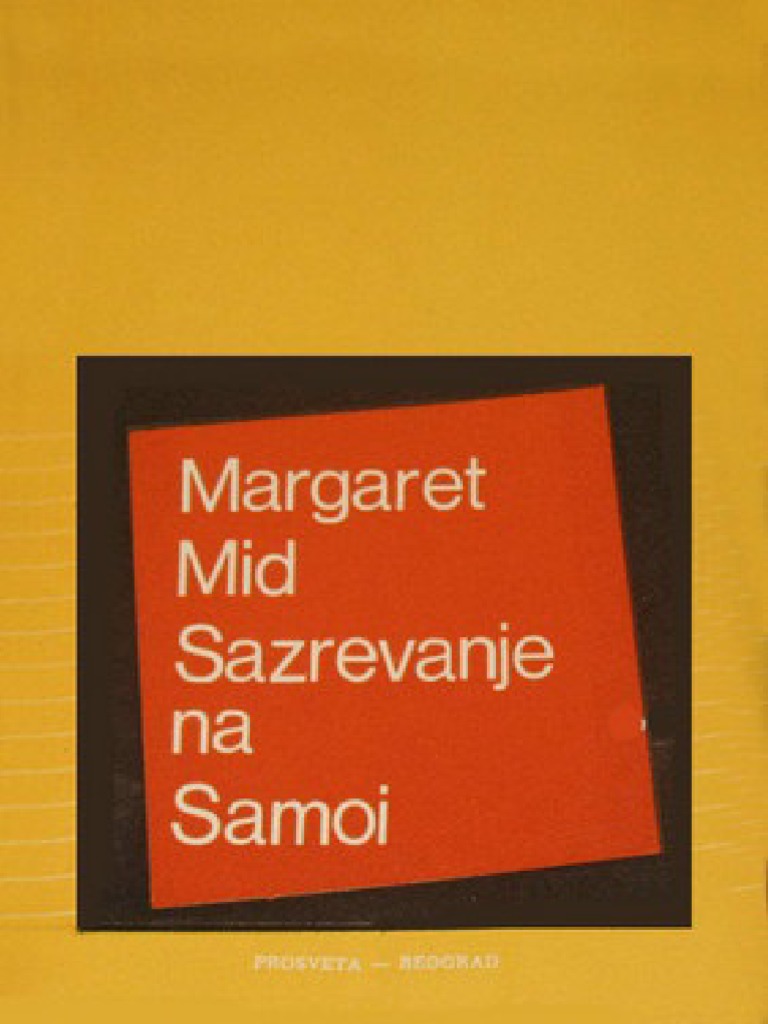 Margaret
Mid
Sazrevanje
na
Samoi
PROSVETA — BEOGRAD